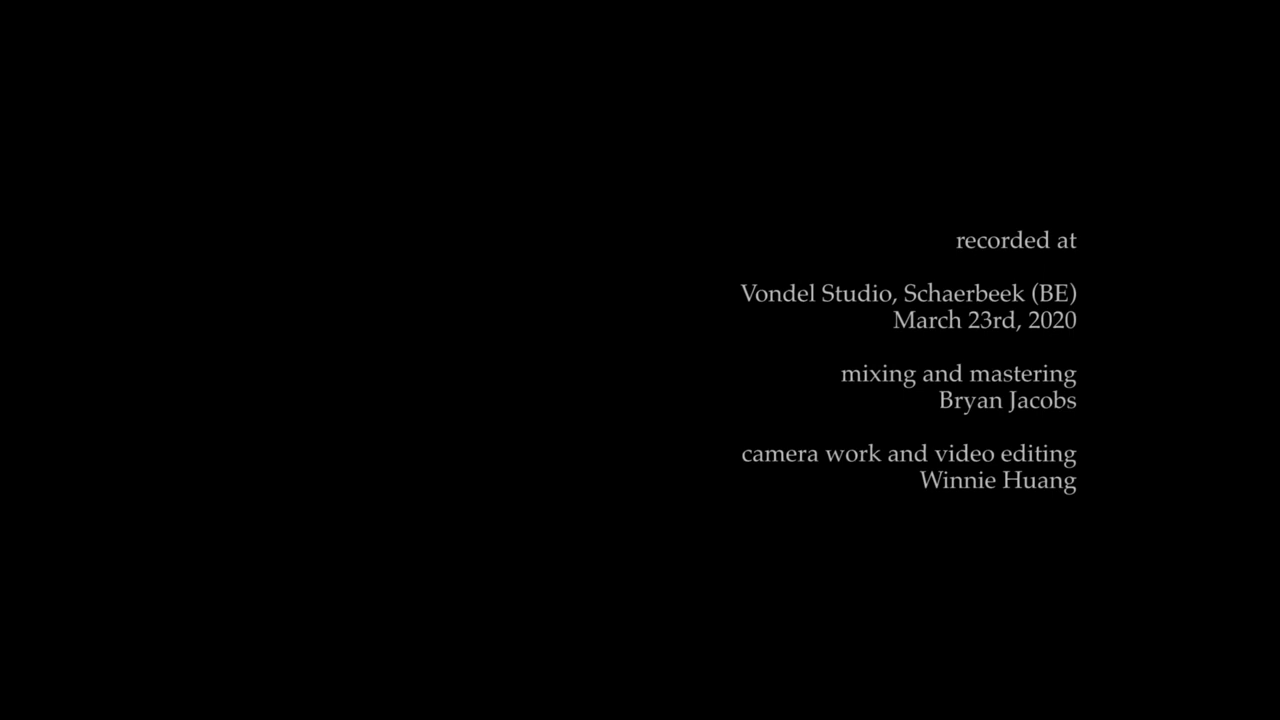 recorded at
Vondel Studio, Schaerbeek (BE)
March 23rd, 2020
mixing and mastering
Bryan Jacobs
camera work and video editing
Winnie Huang